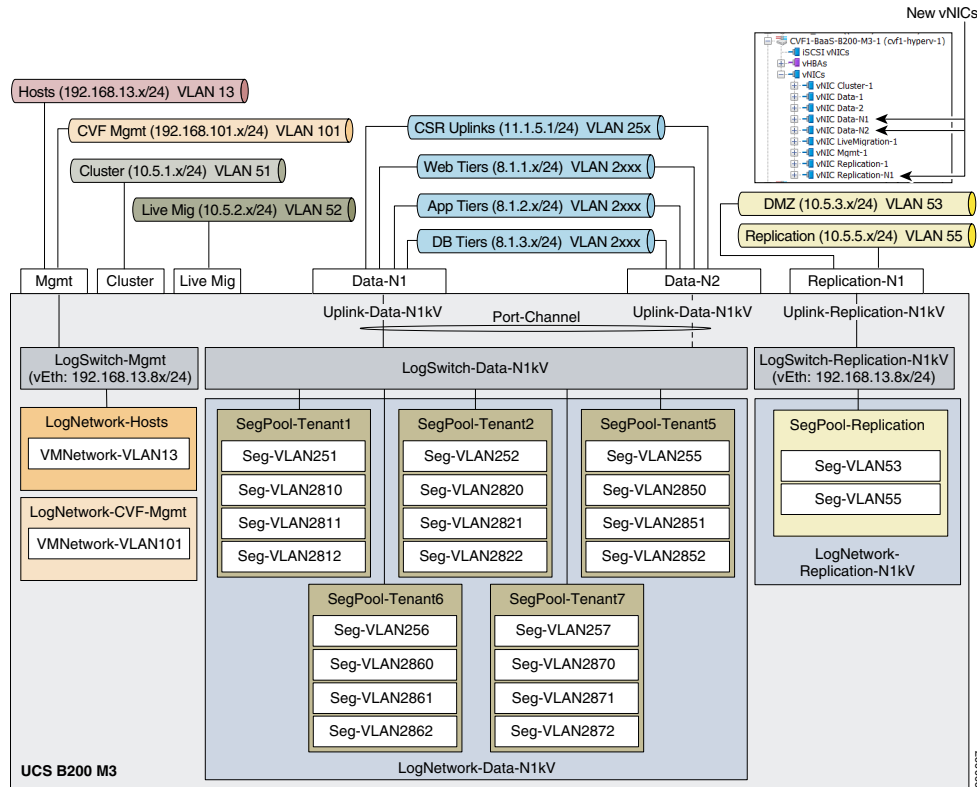 New vNICs
CVF1-BaaS-B200-M3-1 (cvf1-hyperv-1)
iSCSI vNICs
vHBAs
vNICs
vNIC Cluster-1
vNIC Data-1
vNIC Data-2
vNIC Data-N1
vNIC Data-N2
vNIC LiveMigration-1
vNIC Mgmt-1
vNIC Replication-1
vNIC Replication-N1
Hosts (192.168.13.x/24) VLAN 13
CVF Mgmt (192.168.101.x/24) VLAN 101
Cluster (10.5.1.x/24) VLAN 51
Live Mig (10.5.2.x/24) VLAN 52
CSR Uplinks (11.1.5.1/24) VLAN 25x
Web Tiers (8.1.1.x/24) VLAN 2xxx
App Tiers (8.1.2.x/24) VLAN 2xxx
DB Tiers (8.1.3.x/24) VLAN 2xxx
DMZ (10.5.3.x/24) VLAN 53
Replication (10.5.5.x/24) VLAN 55
Mgmt
Cluster
Live Mig
Data-N1
Data-N2
Replication-N1
Uplink-Data-N1kV
Port-Channel
Uplink-Data-N1kV
Uplink-Replication-N1kV
LogSwitch-Mgmt
(vEth: 192.168.13.8x/24)
LogSwitch-Data-N1kV
LogSwitch-Replication-N1kV
(vEth: 192.168.13.8x/24)
LogNetwork-Hosts
VMNetwork-VLAN13
LogNetwork-CVF-Mgmt
VMNetwork-VLAN101
SegPool-Tenant1
Seg-VLAN251
Seg-VLAN2810
Seg-VLAN2811
Seg-VLAN2812
SegPool-Tenant2
Seg-VLAN252
Seg-VLAN2820
Seg-VLAN2821
Seg-VLAN2822
SegPool-Tenant5
Seg-VLAN255
Seg-VLAN2850
Seg-VLAN2851
Seg-VLAN2852
SegPool-Replication
Seg-VLAN53
Seg-VLAN55
LogNetwork-
Replication-N1kV
SegPool-Tenant6
Seg-VLAN256
Seg-VLAN2860
Seg-VLAN2861
Seg-VLAN2862
SegPool-Tenant7
Seg-VLAN257
Seg-VLAN2870
Seg-VLAN2871
Seg-VLAN2872
LogNetwork-Data-N1kV
UCS B200 M3